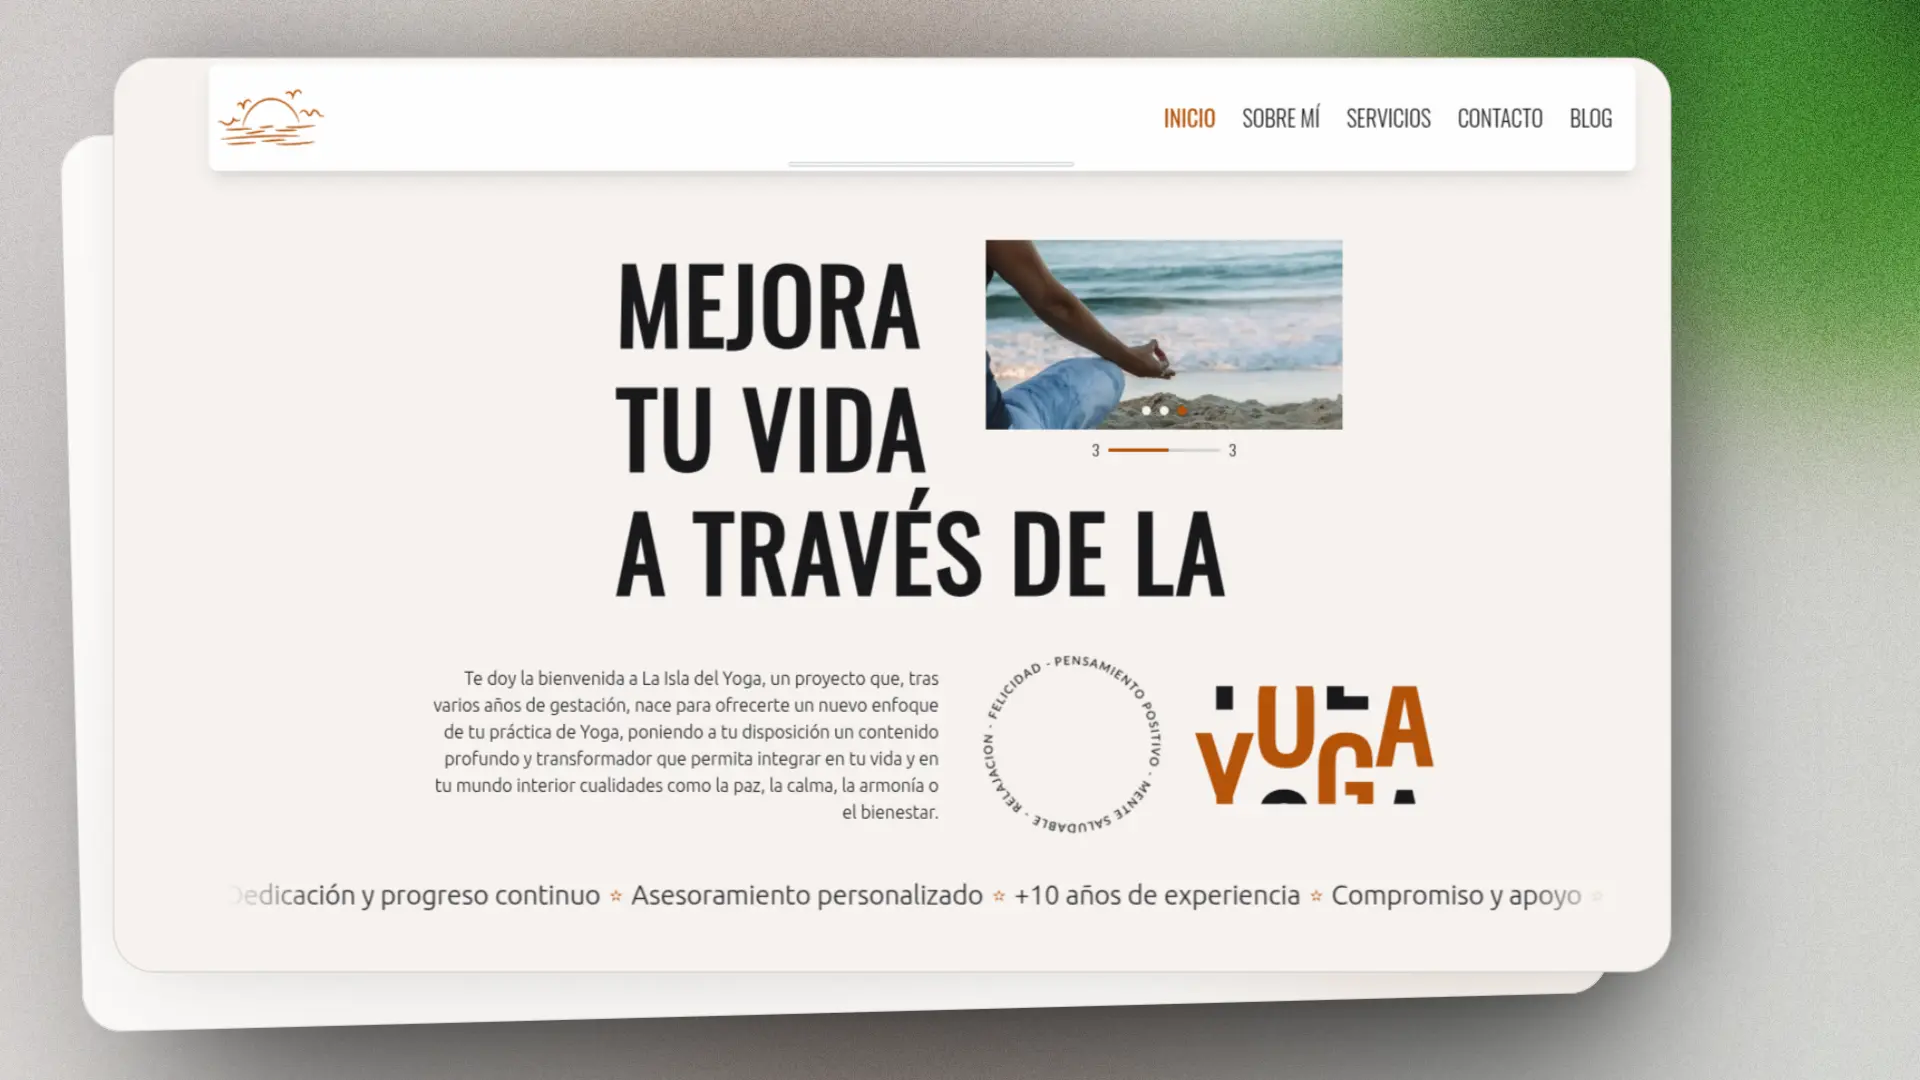 INICIO SOBRE MÍ SERVICIOS CONTACTO BLOG
MEJORA
TU VIDA
3 3
A TRAVÉS DE LA
Te doy la bienvenida a La Isla del Yoga, un proyecto que, tras
varios años de gestación, nace para ofrecerte un nuevo enfoque
de tu práctica de Yoga, poniendo a tu disposición un contenido
profundo y transformador que permita integrar en tu vida y en
tu mundo interior cualidades como la paz, la calma, la armonía o
el bienestar.
- PENSAMIENTO POSITIVO - MENTE SALUDABLE - RELAJACION - FELICIDAD
YUGA
Dedicación y progreso continuo ☆ Asesoramiento personalizado ☆ +10 años de experiencia ☆ Compromiso y apoyo ☆